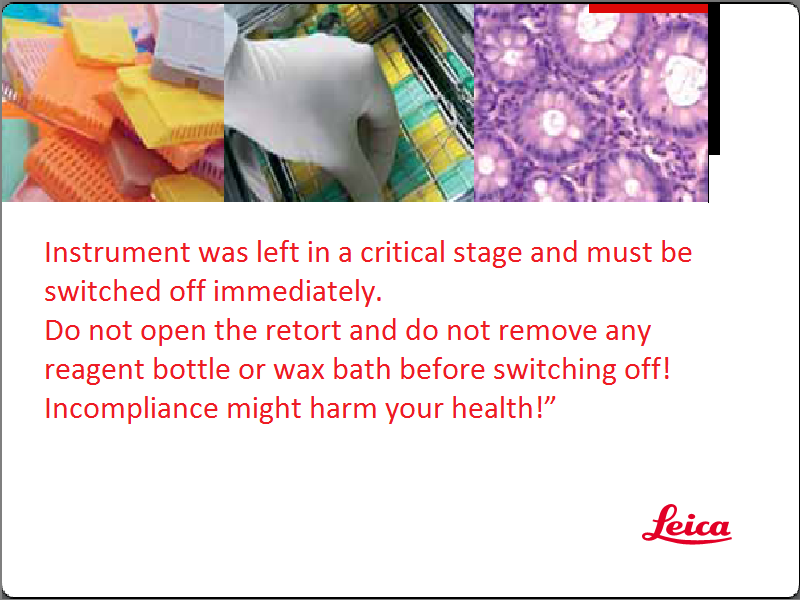 Instrument was left in a critical stage and must be
switched off immediately.
Do not open the retort and do not remove any
reagent bottle or wax bath before switching off!
Incompliance might harm your health!”
Leica